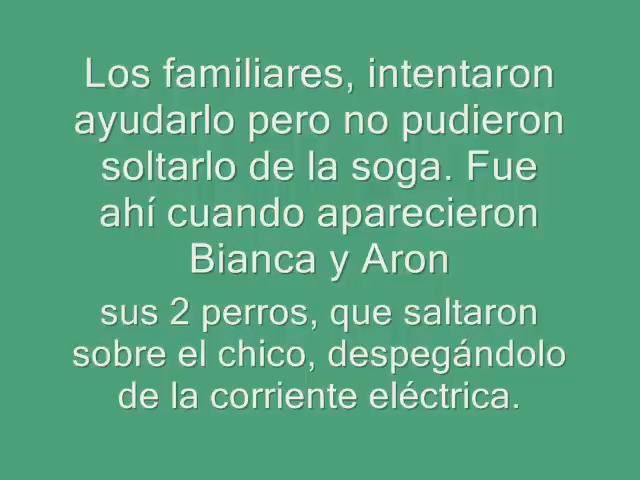 Los familiares, intentaron
ayudarlo pero no pudieron
soltarlo de la soga. Fue
ahí cuando aparecieron
Bianca y Aron
sus 2 perros, que saltaron
sobre el chico, despegándolo
de la corriente eléctrica.